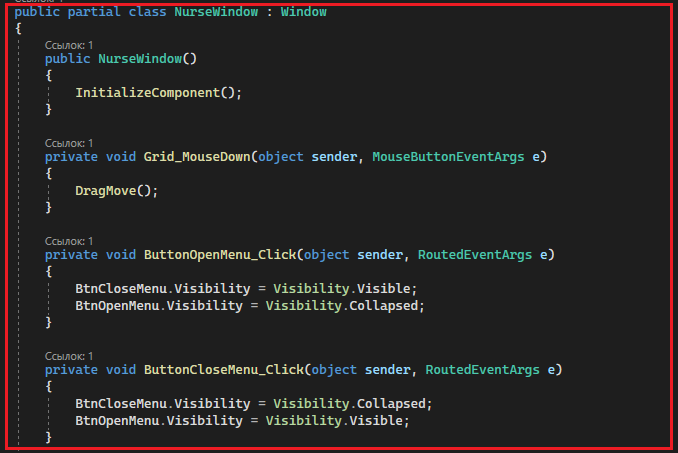 public partial class NurseWindow : Window
{
Ссылок: 1
public NurseWindow()
{
InitializeComponent();
}
Ссылок: 1
private void Grid_MouseDown(object sender, MouseButtonEventArgs e)
{
DragMove();
}
Ссылок: 1
private void ButtonOpenMenu_Click(object sender, RoutedEventArgs e)
{
BtnCloseMenu.Visibility = Visibility.Visible;
BtnOpenMenu.Visibility = Visibility.Collapsed;
}
Ссылок: 1
private void ButtonCloseMenu_Click(object sender, RoutedEventArgs e)
{
BtnCloseMenu.Visibility = Visibility.Collapsed;
BtnOpenMenu.Visibility = Visibility.Visible;
}